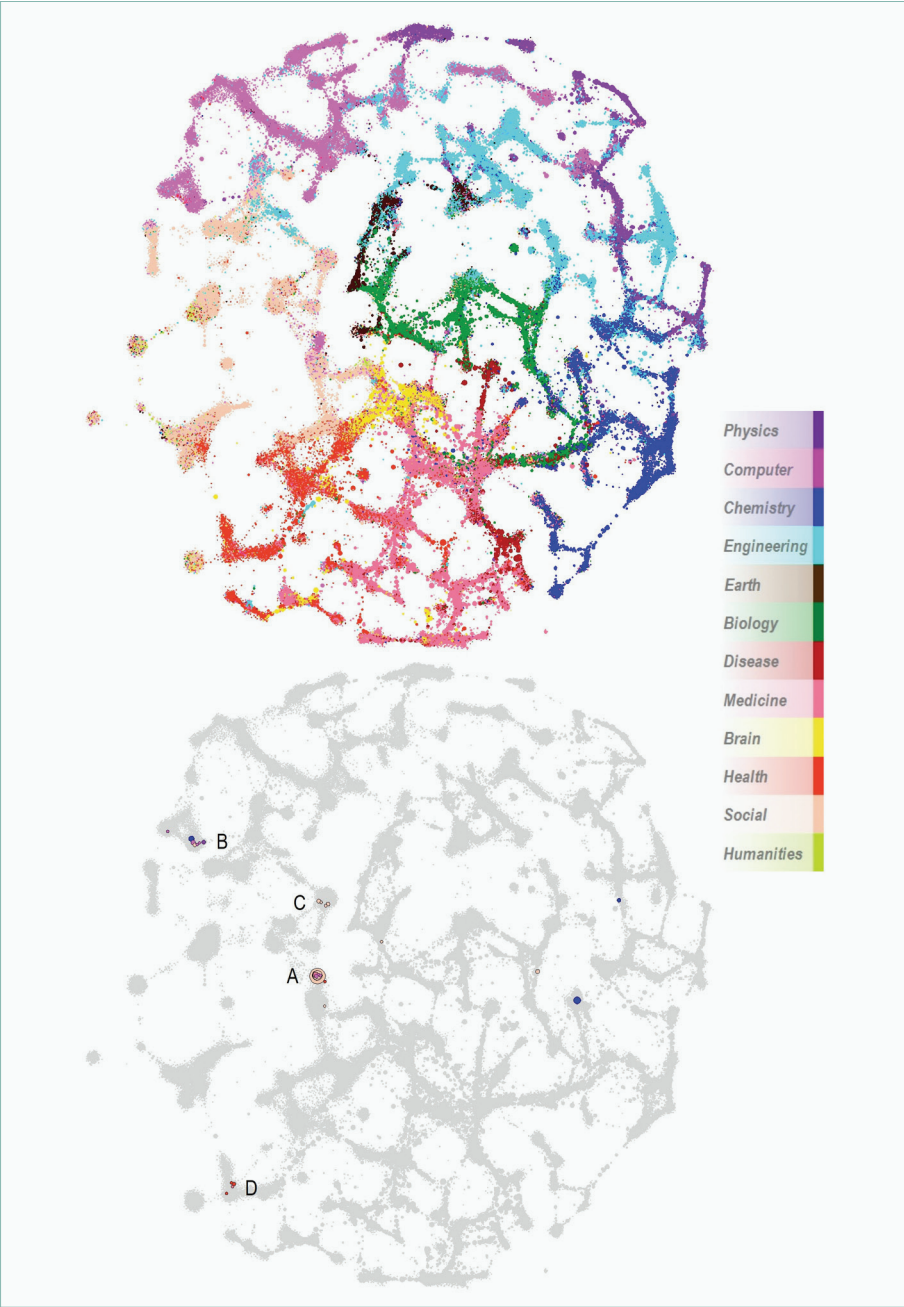 Physics
Computer
Chemistry
Engineering
Earth
Biology
Disease
Medicine
Brain
Health
Social
Humanities
B
C
A
D